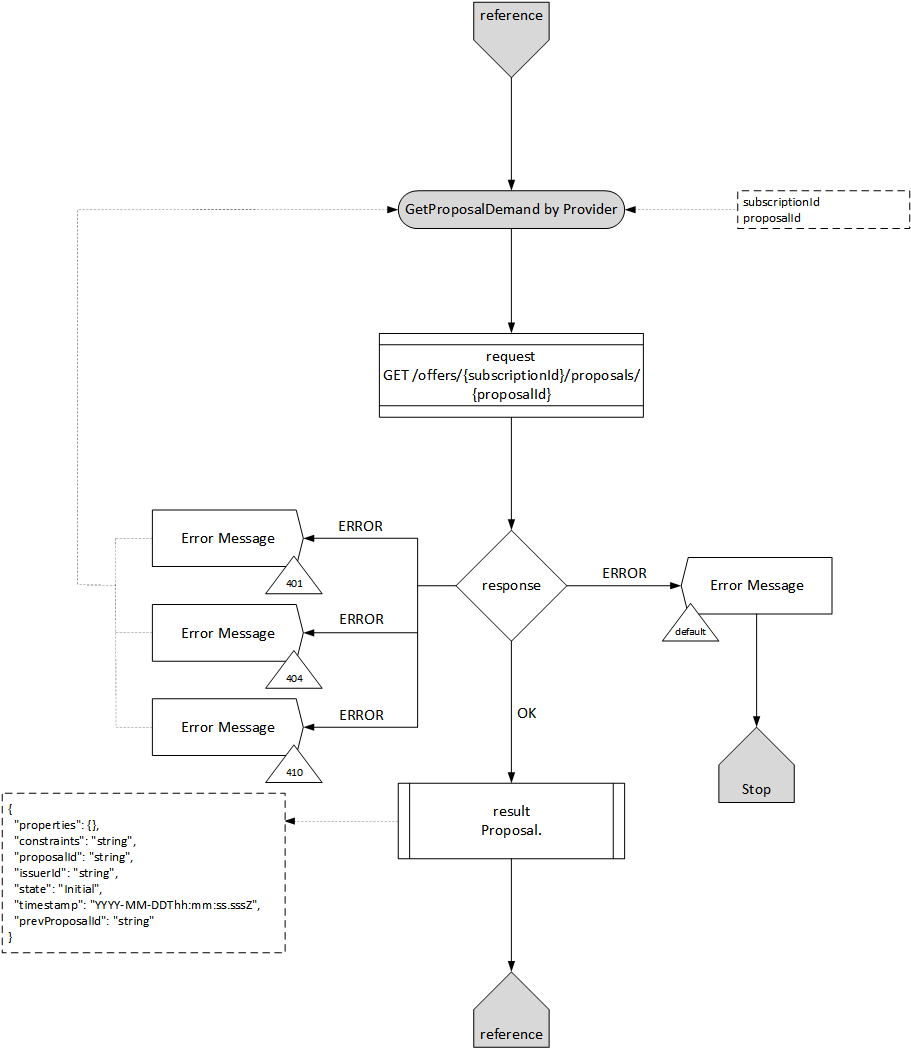 reference
GetProposalDemand by Provider
subscriptionId
proposalId
request
GET /offers/{subscriptionId}/proposals/
{proposalId}
ERROR
Error Message
401
response
ERROR
Error Message
default
ERROR
Error Message
404
ERROR
Error Message
410
OK
Stop
result
Proposal.
{
"properties": {},
"constraints": "string",
"proposalId": "string",
"issuerId": "string",
"state": "Initial",
"timestamp": "YYYY-MM-DDThh:mm:ss.sssZ",
"prevProposalId": "string"
}
reference